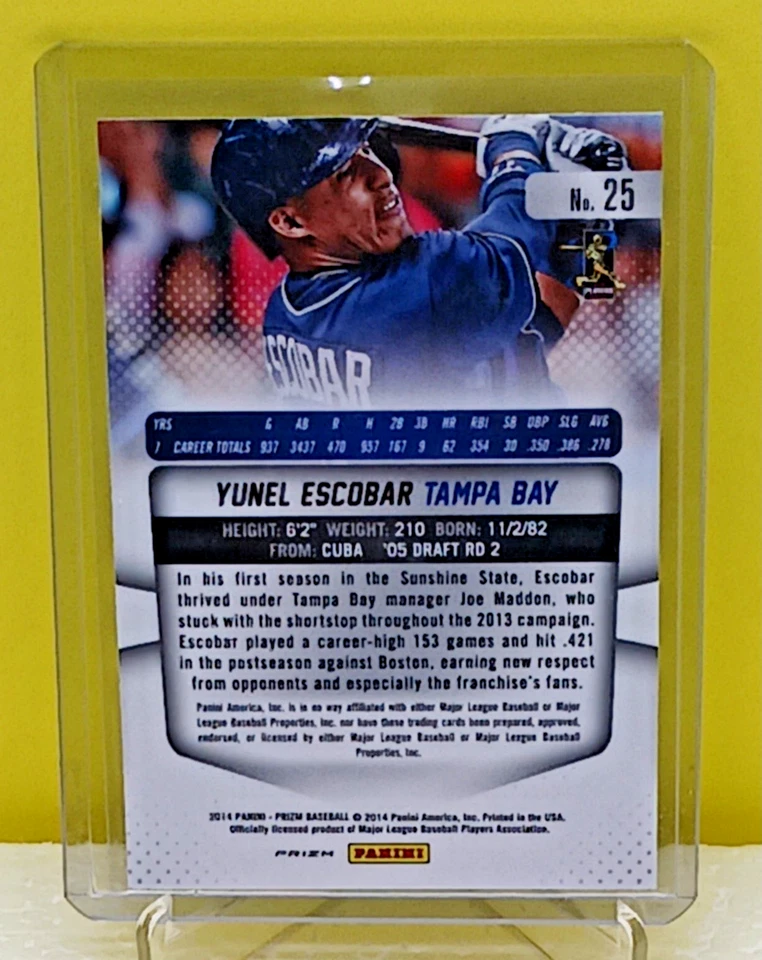 No. 25
ESCOBAR
YRS G AB R H 2B 3B HR RBI SB OBP SLG AVG
7 CAREER TOTALS 937 3437 470 957 167 9 62 354 30 .350 .386 .278
YUNEL ESCOBAR TAMPA BAY
HEIGHT: 6'2" WEIGHT: 210 BORN: 11/2/82
FROM: CUBA '05 DRAFT RD 2
In his first season in the Sunshine State, Escobar
thrived under Tampa Bay manager Joe Maddon, who
stuck with the shortstop throughout the 2013 campaign.
Escobar played a career-high 153 games and hit .421
in the postseason against Boston, earning new respect
from opponents and especially the franchise's fans.
Panini America, Inc. is in no way affiliated with either Major League Baseball or Major
League Baseball Properties, Inc. nor have these trading cards been prepared, approved,
endorsed, or licensed by either Major League Baseball or Major League Baseball
Properties, Inc.
2014 PANINI - PRIZM BASEBALL © 2014 Panini America, Inc. Printed in the USA.
Officially licensed product of Major League Baseball Players Association.
PRIZM PANINI